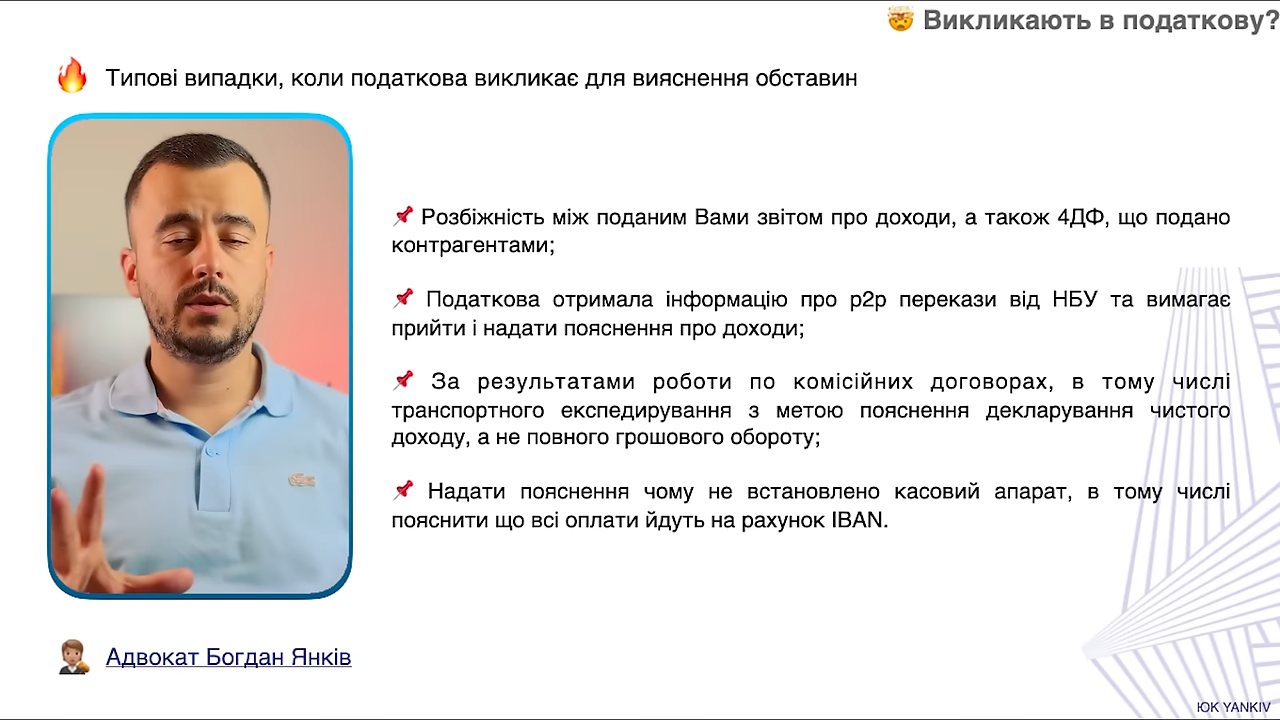 🤯 Викликають в податкову?
🔥 Типові випадки, коли податкова викликає для вияснення обставин
📌 Розбіжність між поданим Вами звітом про доходи, а також 4ДФ, що подано
контрагентами;
📌 Податкова отримала інформацію про p2p перекази від НБУ та вимагає
прийти і надати пояснення про доходи;
📌 За результатами роботи по комісійних договорах, в тому числі
транспортного експедирування з метою пояснення декларування чистого
доходу, а не повного грошового обороту;
📌 Надати пояснення чому не встановлено касовий апарат, в тому числі
пояснити що всі оплати йдуть на рахунок IBAN.
Адвокат Богдан Янків
ЮК YANKIV